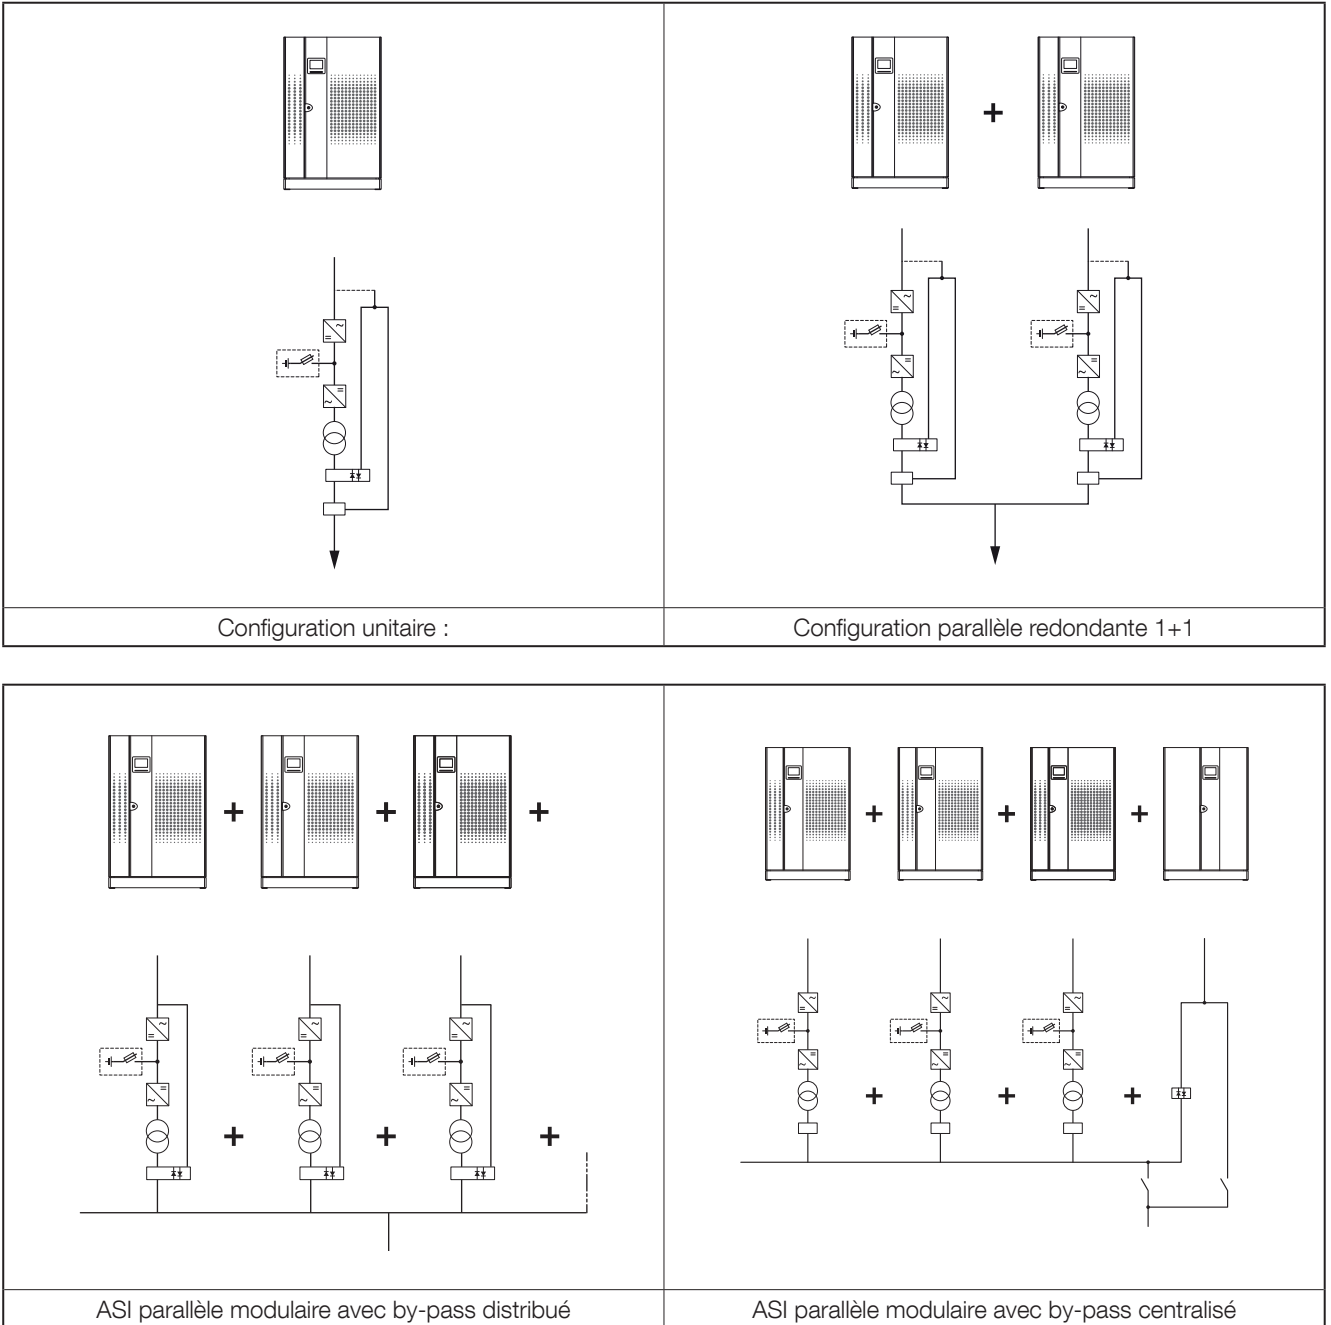 Configuration unitaire :
Configuration parallèle redondante 1+1
ASI parallèle modulaire avec by-pass distribué
ASI parallèle modulaire avec by-pass centralisé